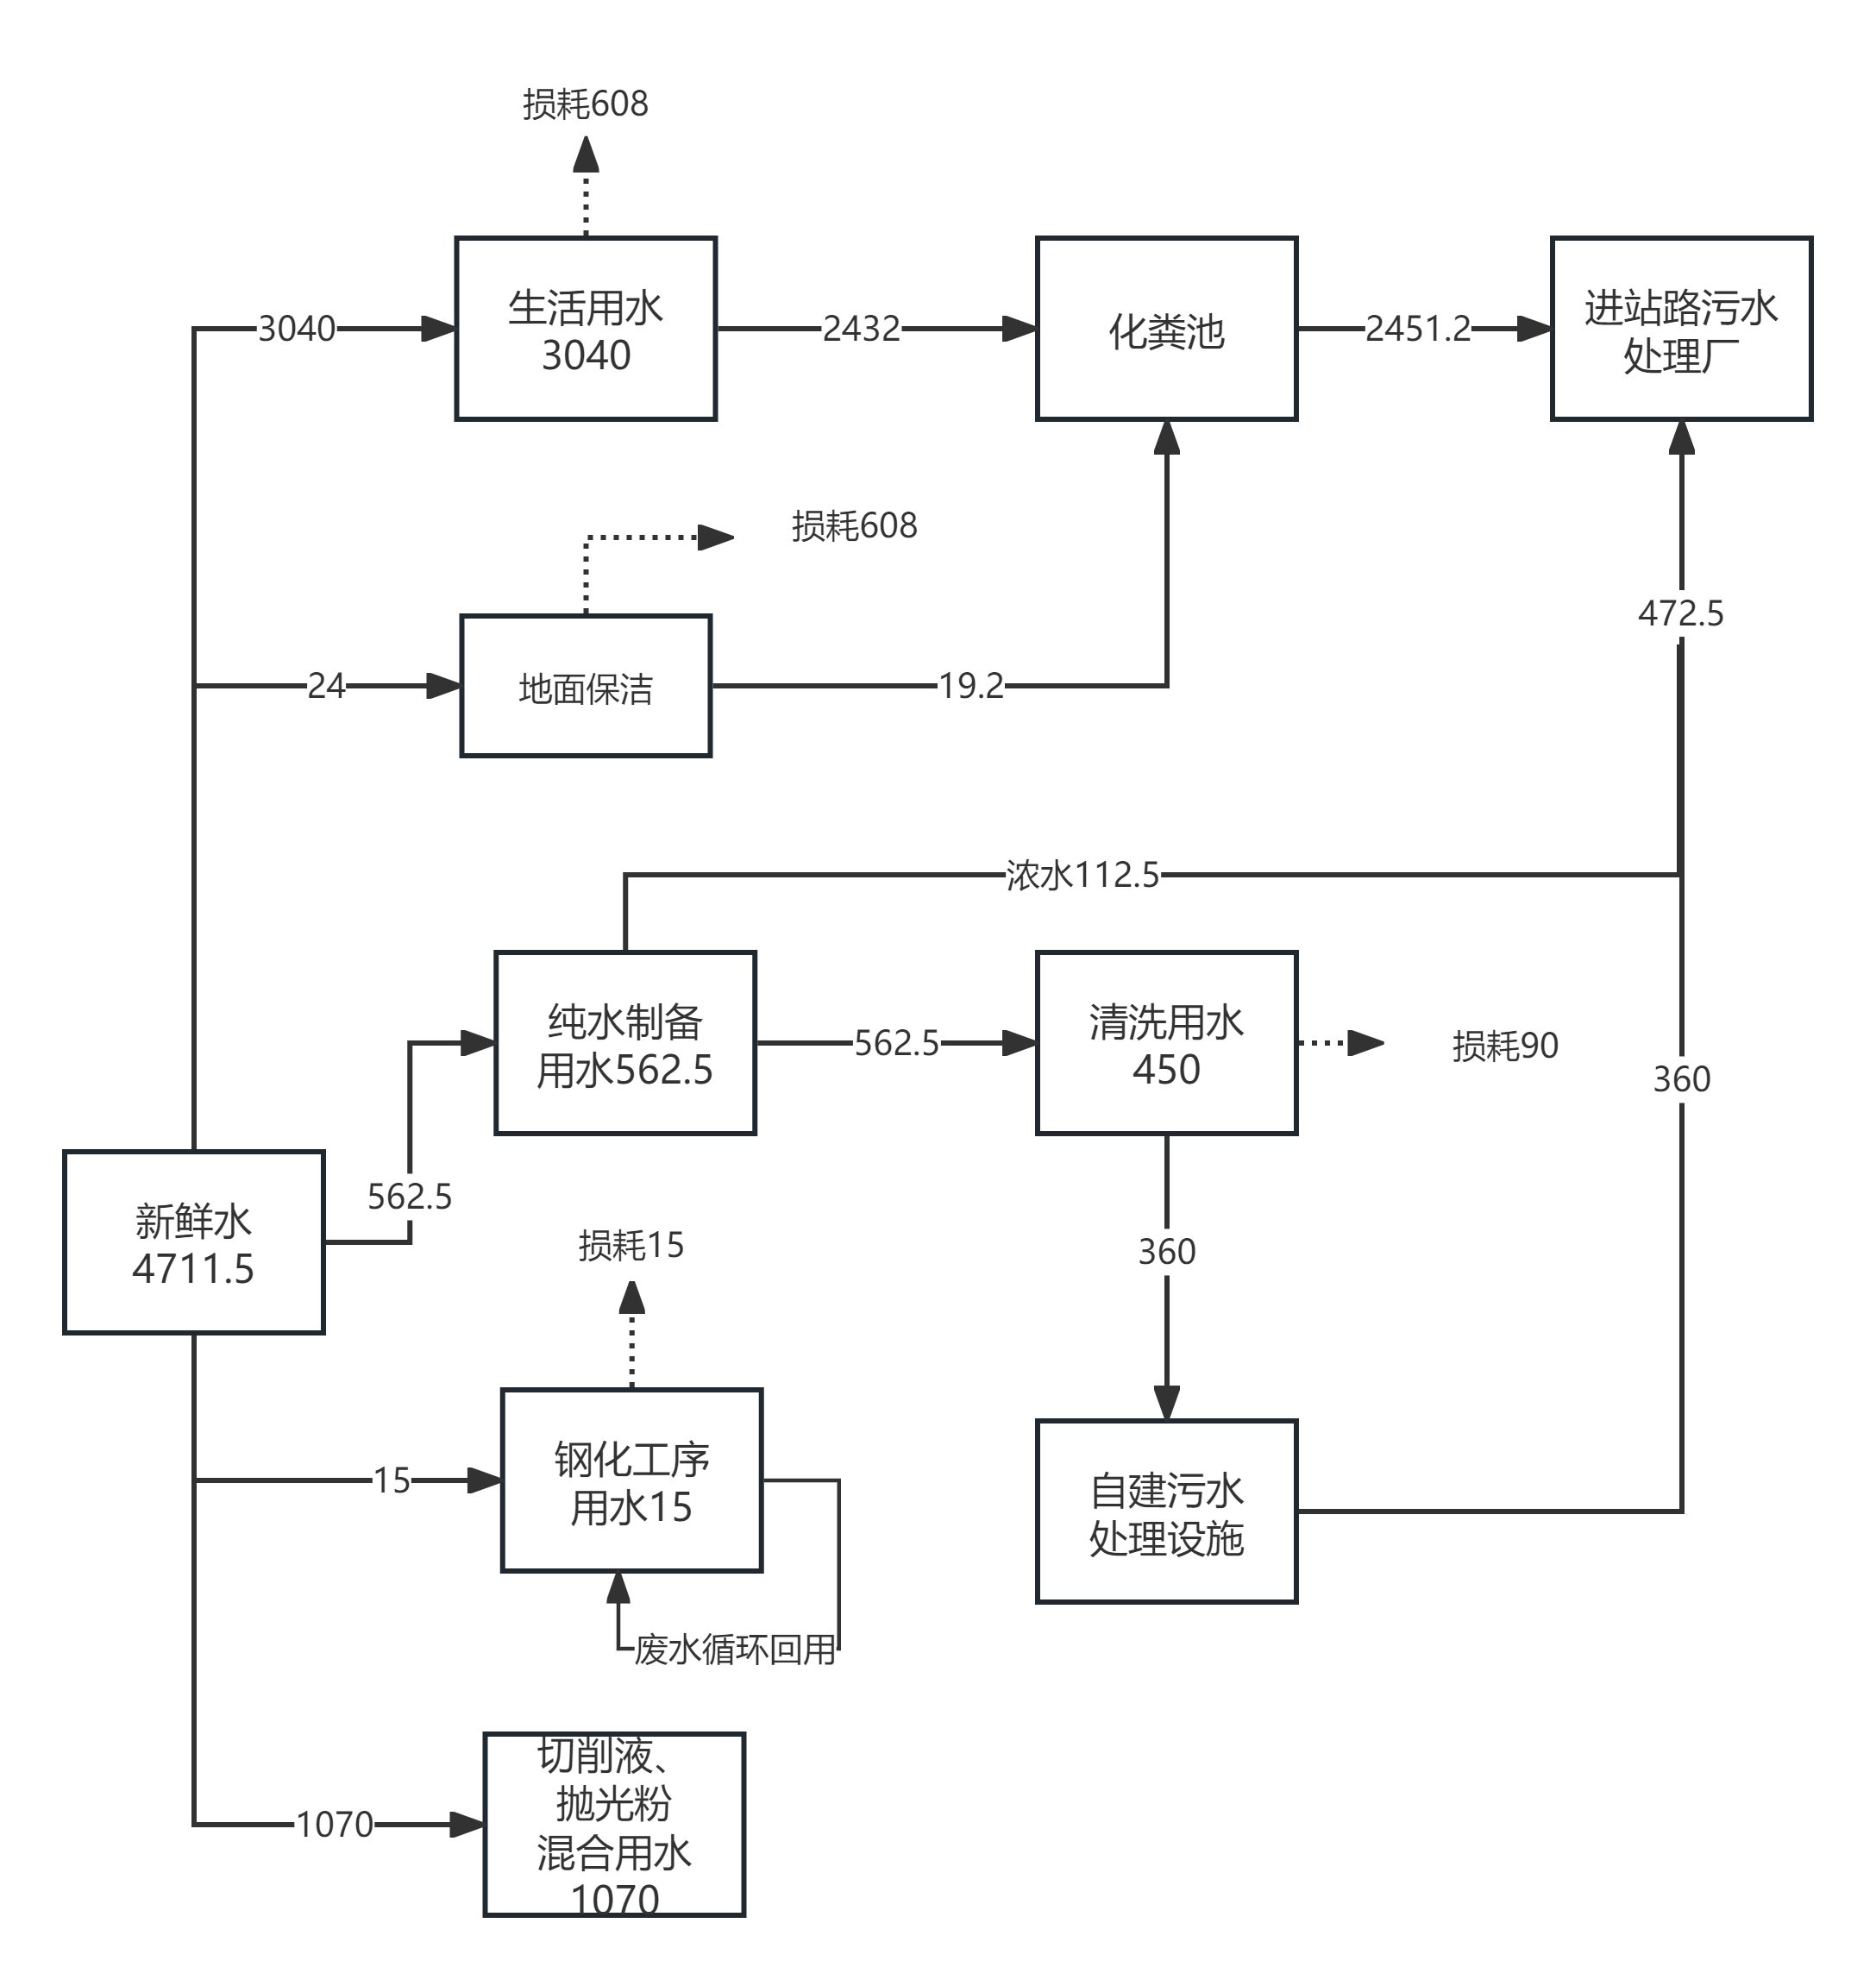 损耗608
生活用水
3040
3040
2432
化粪池
2451.2
进站路污水
处理厂
损耗608
472.5
24
地面保洁
19.2
浓水112.5
纯水制备
用水562.5
562.5
清洗用水
450
损耗90
360
新鲜水
4711.5
562.5
损耗15
360
15
钢化工序
用水15
自建污水
处理设施
废水循环回用
1070
切削液、
抛光粉
混合用水
1070